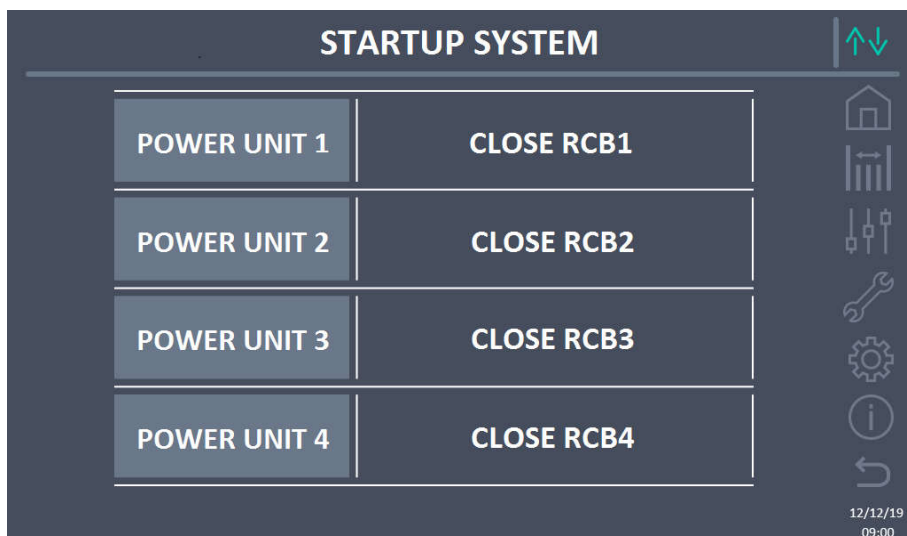 STARTUP SYSTEM
POWER UNIT 1 CLOSE RCB1
POWER UNIT 2 CLOSE RCB2
POWER UNIT 3 CLOSE RCB3
POWER UNIT 4 CLOSE RCB4
12/12/19
09:00